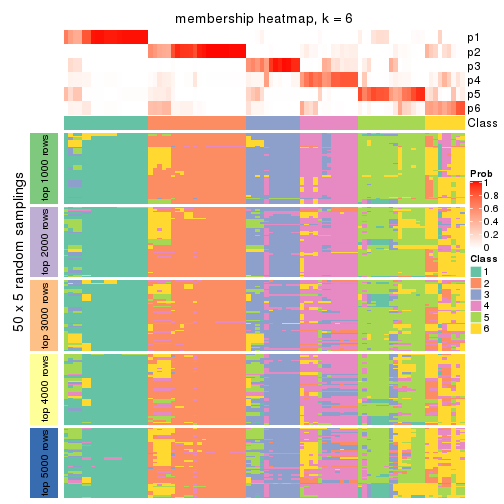 membership heatmap, k = 6
p1
p2
p3
p4
p5
p6
Class
50 x 5 random samplings
top 1000 rows
top 2000 rows
top 3000 rows
top 4000 rows
top 5000 rows
Prob
1
0.8
0.6
0.4
0.2
0
Class
1
2
3
4
5
6